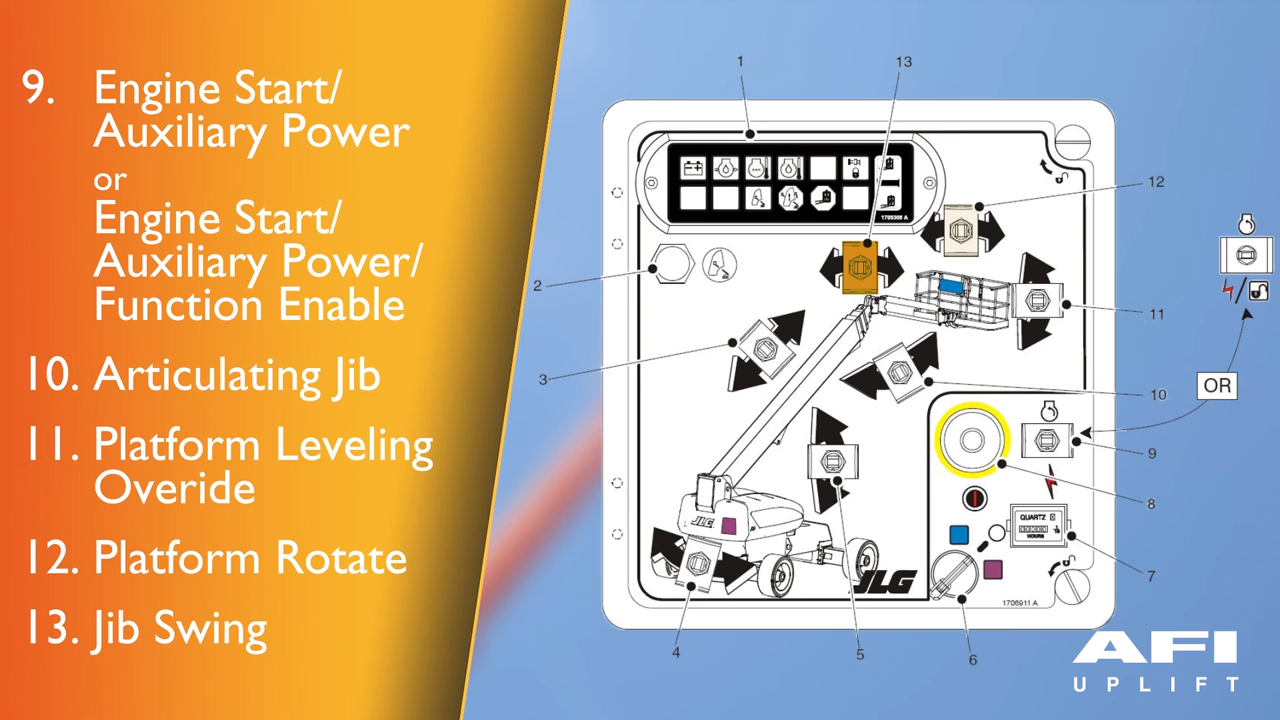 9. Engine Start/
Auxiliary Power
or
Engine Start/
Auxiliary Power/
Function Enable
10. Articulating Jib
11. Platform Leveling
Overide
12. Platform Rotate
13. Jib Swing
1
13
12
1705306 A
2
11
3
10
OR
9
8
QUARTZ
HOURS
7
JLG
JLG
1706911 A
4
5
6
AFI
UPLIFT